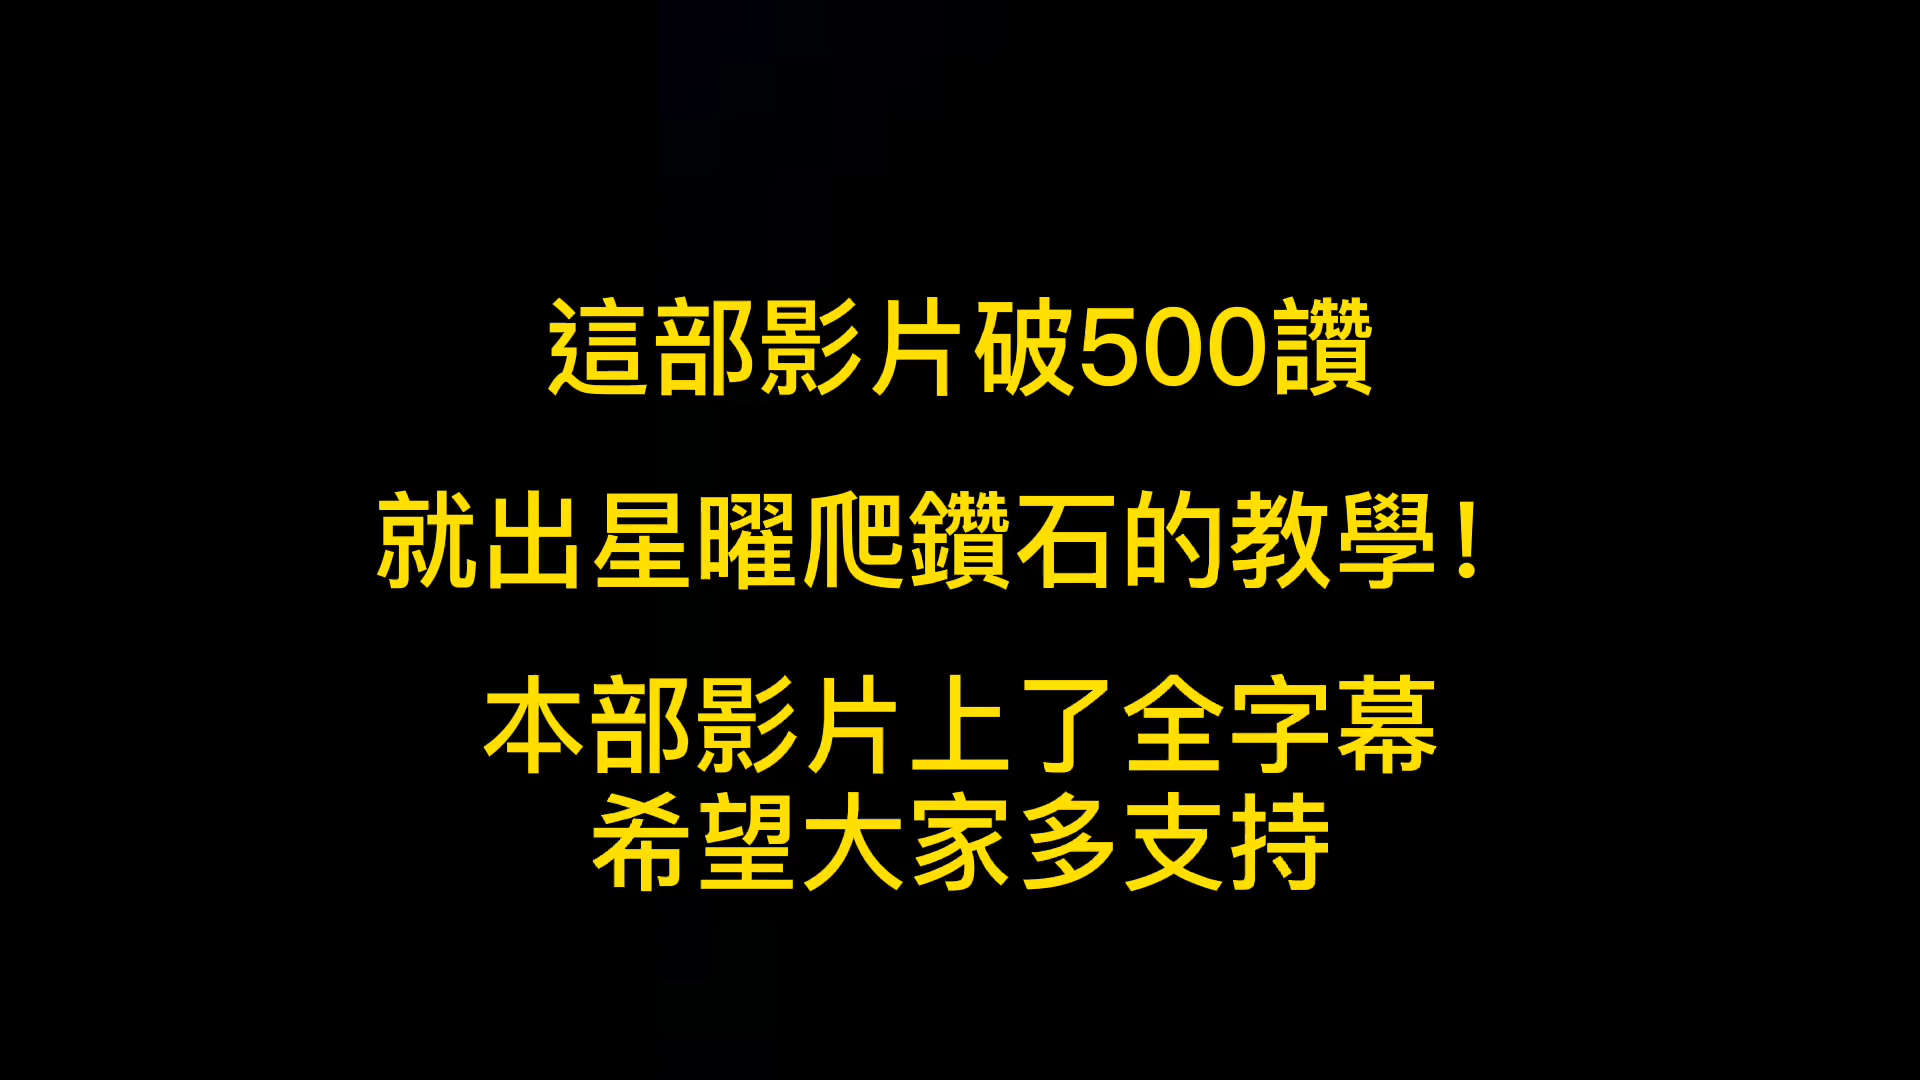 這部影片破500讚
就出星曜爬鑽石的教學!
本部影片上了全字幕
希望大家多支持